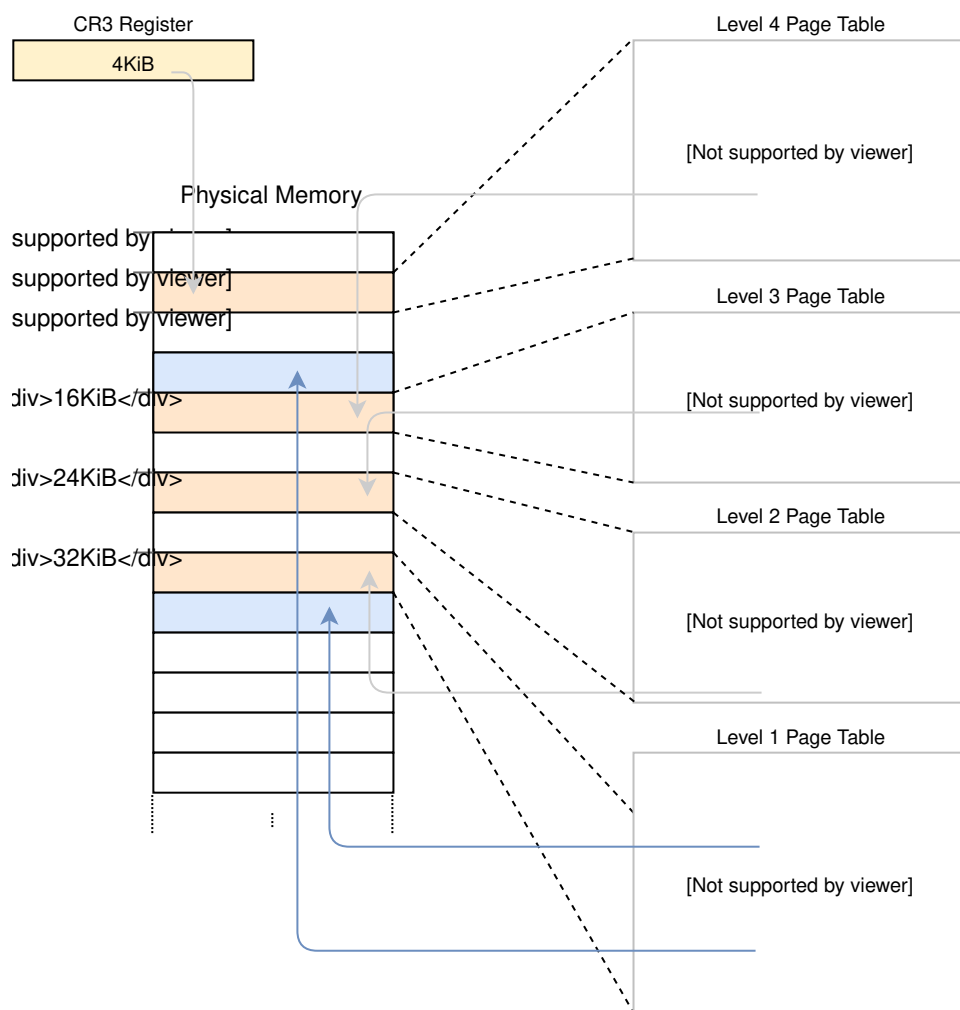 CR3 Register
4KiB
Level 4 Page Table
[Not supported by viewer]
Physical Memory
supported by viewer]
supported by viewer]
supported by viewer]
Level 3 Page Table
div>16KiB</div>
[Not supported by viewer]
div>24KiB</div>
Level 2 Page Table
div>32KiB</div>
[Not supported by viewer]
Level 1 Page Table
[Not supported by viewer]